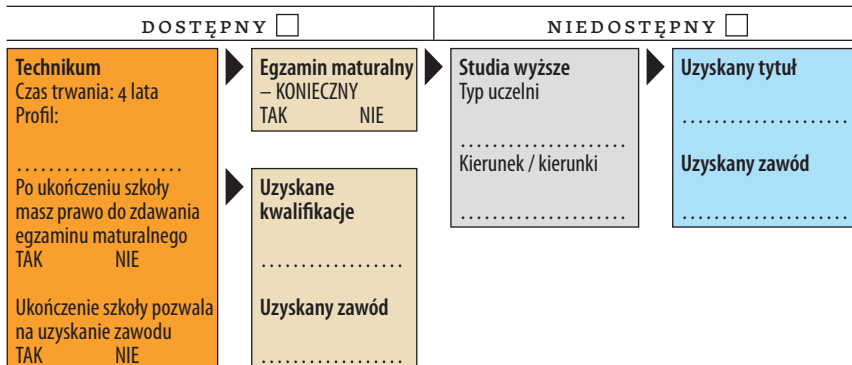 DOSTĘPNY
NIEDOSTĘPNY
Technikum
Czas trwania: 4 lata
Profil:
....................
Po ukończeniu szkoły
masz prawo do zdawania
egzaminu maturalnego
TAK NIE
Ukończenie szkoły pozwala
na uzyskanie zawodu
TAK NIE
Egzamin maturalny
– KONIECZNY
TAK NIE
Uzyskane
kwalifikacje
.................
Uzyskany zawód
.................
Studia wyższe
Typ uczelni
....................
Kierunek / kierunki
....................
Uzyskany tytuł
....................
Uzyskany zawód
....................